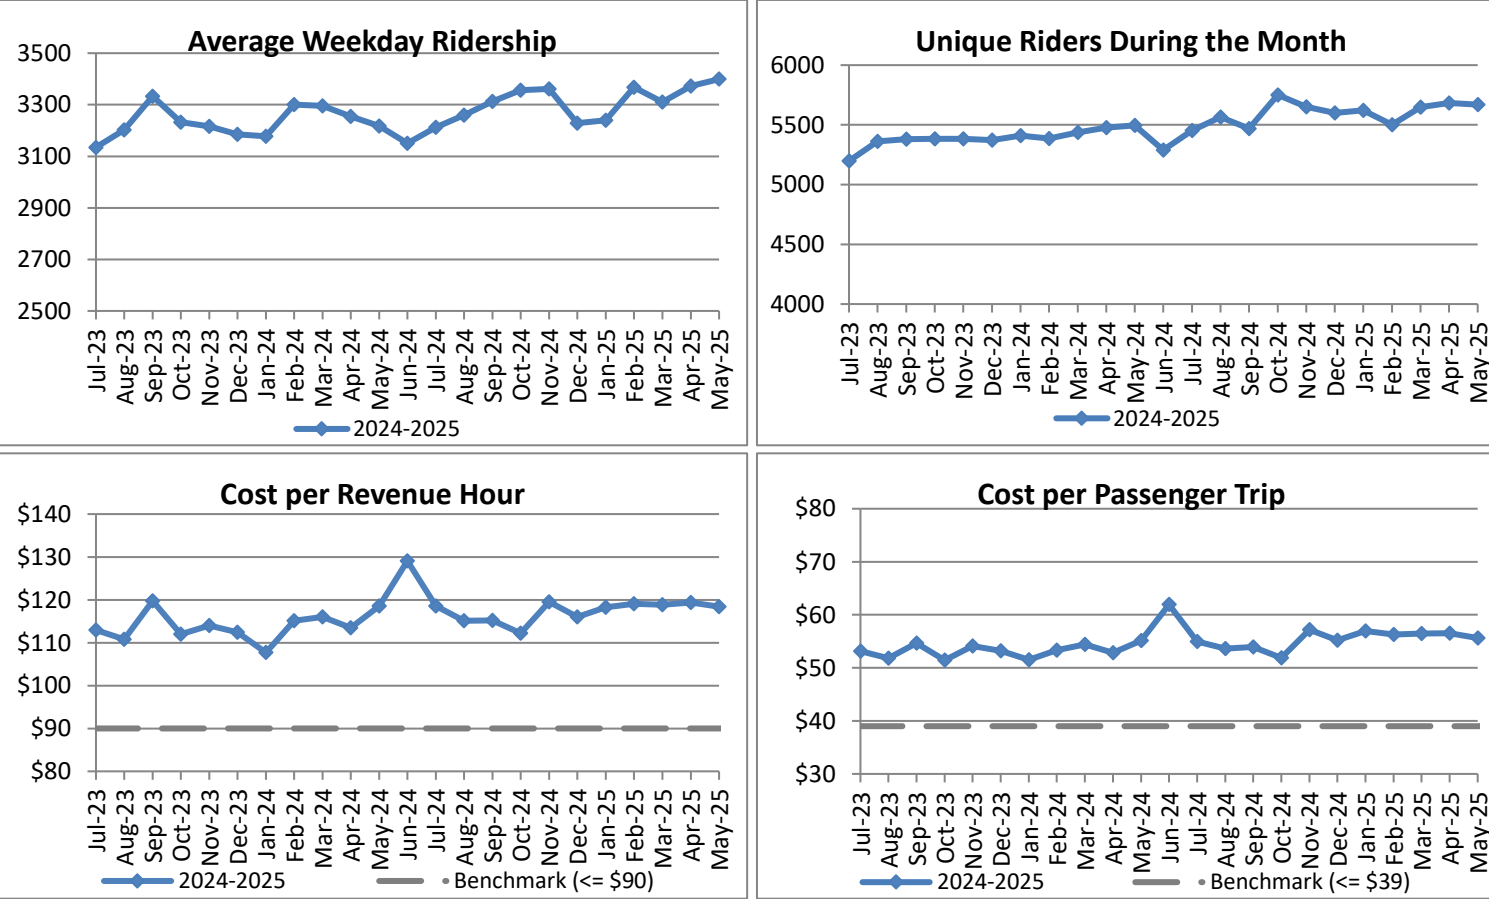 Average Weekday Ridership
3500
3300
3100
2900
2700
2500
Jul-23
Aug-23
Sep-23
Oct-23
Nov-23
Dec-23
Jan-24
Feb-24
Mar-24
Apr-24
May-24
Jun-24
Jul-24
Aug-24
Sep-24
Oct-24
Nov-24
Dec-24
Jan-25
Feb-25
Mar-25
Apr-25
May-25
2024-2025
Unique Riders During the Month
6000
5500
5000
4500
4000
Jul-23
Aug-23
Sep-23
Oct-23
Nov-23
Dec-23
Jan-24
Feb-24
Mar-24
Apr-24
May-24
Jun-24
Jul-24
Aug-24
Sep-24
Oct-24
Nov-24
Dec-24
Jan-25
Feb-25
Mar-25
Apr-25
May-25
2024-2025
Cost per Revenue Hour
$140
$130
$120
$110
$100
$90
$80
Jul-23
Aug-23
Sep-23
Oct-23
Nov-23
Dec-23
Jan-24
Feb-24
Mar-24
Apr-24
May-24
Jun-24
Jul-24
Aug-24
Sep-24
Oct-24
Nov-24
Dec-24
Jan-25
Feb-25
Mar-25
Apr-25
May-25
2024-2025
Benchmark (<= $90)
Cost per Passenger Trip
$80
$70
$60
$50
$40
$30
Jul-23
Aug-23
Sep-23
Oct-23
Nov-23
Dec-23
Jan-24
Feb-24
Mar-24
Apr-24
May-24
Jun-24
Jul-24
Aug-24
Sep-24
Oct-24
Nov-24
Dec-24
Jan-25
Feb-25
Mar-25
Apr-25
May-25
2024-2025
Benchmark (<= $39)